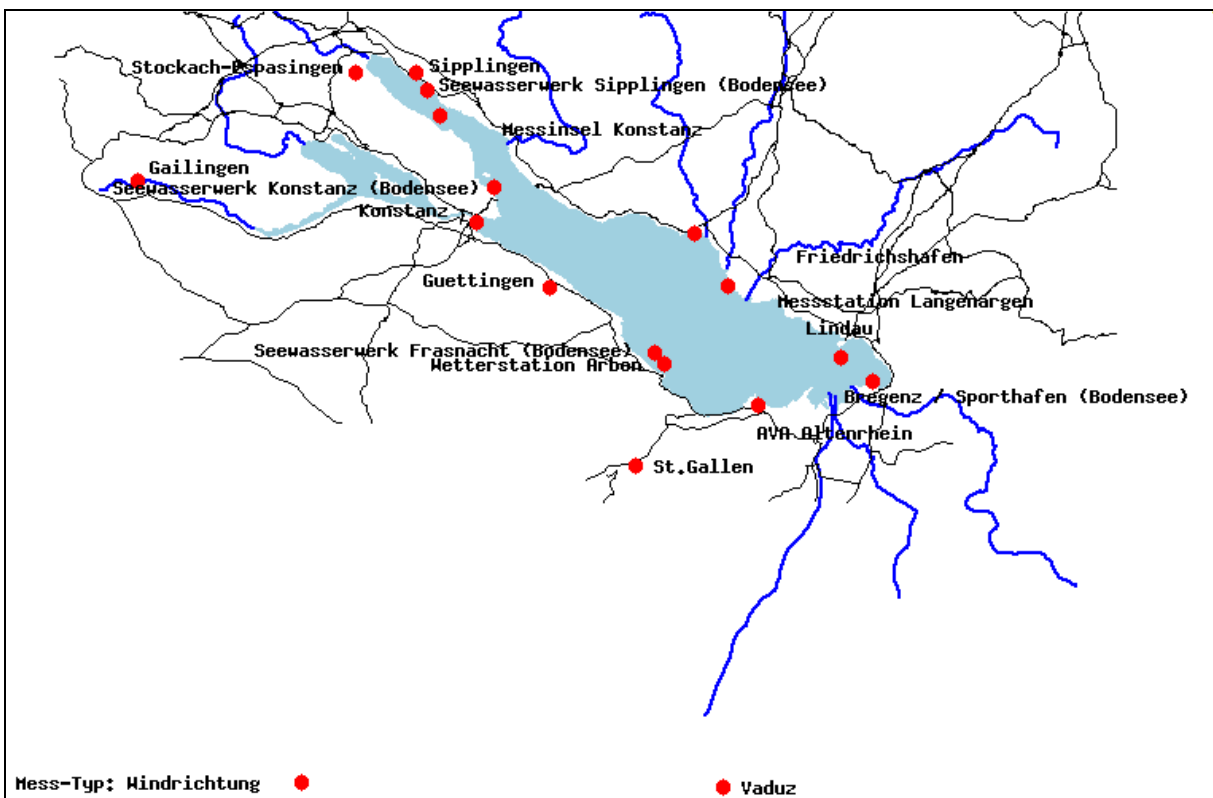 Stockach-Espasingen
Sipplingen
Seewasserwerk Sipplingen (Bodensee)
Messinsel Konstanz
Gailingen
Seewasserwerk Konstanz (Bodensee)
Konstanz
Friedrichshafen
Guettingen
Messstation Langenargen
Lindau
Seewasserwerk Frasnacht (Bodensee)
Wetterstation Arbon
Bregenz / Sporthafen (Bodensee)
AVA Altenrhein
St.Gallen
Mess-Typ: Windrichtung
Vaduz